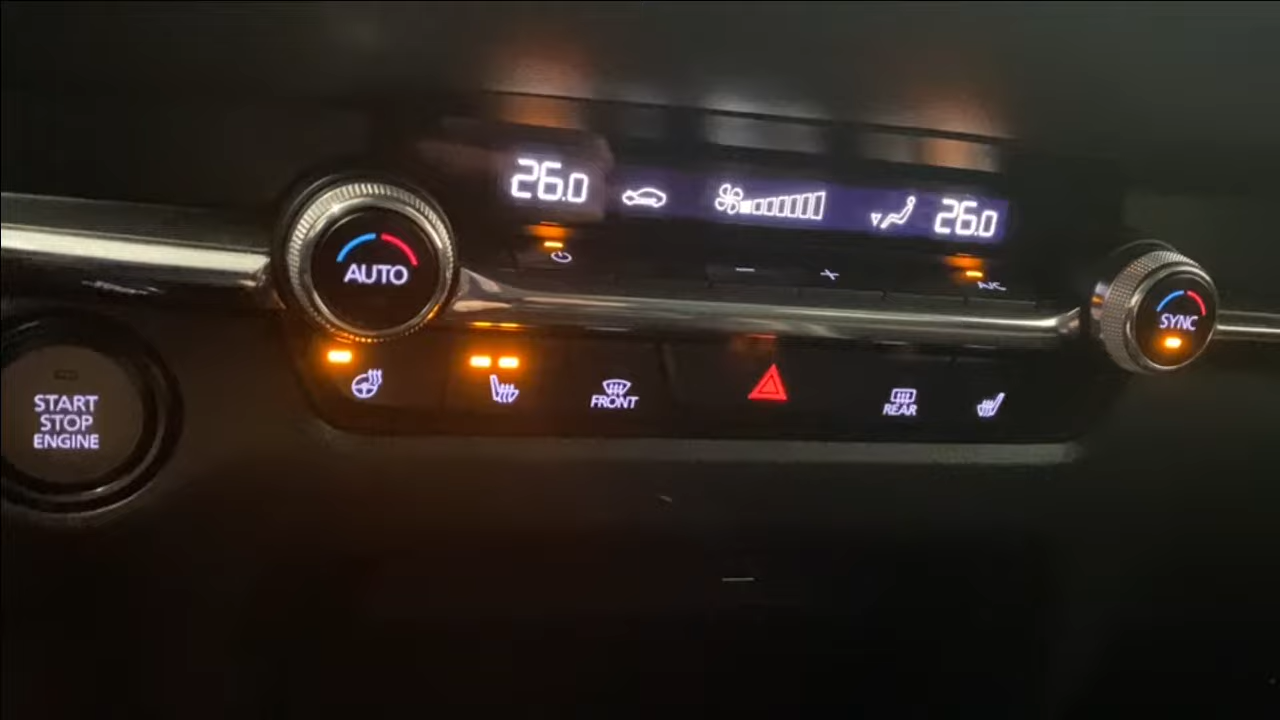 26.0
26.0
AUTO
A/C
SYNC
START
STOP
ENGINE
FRONT
REAR